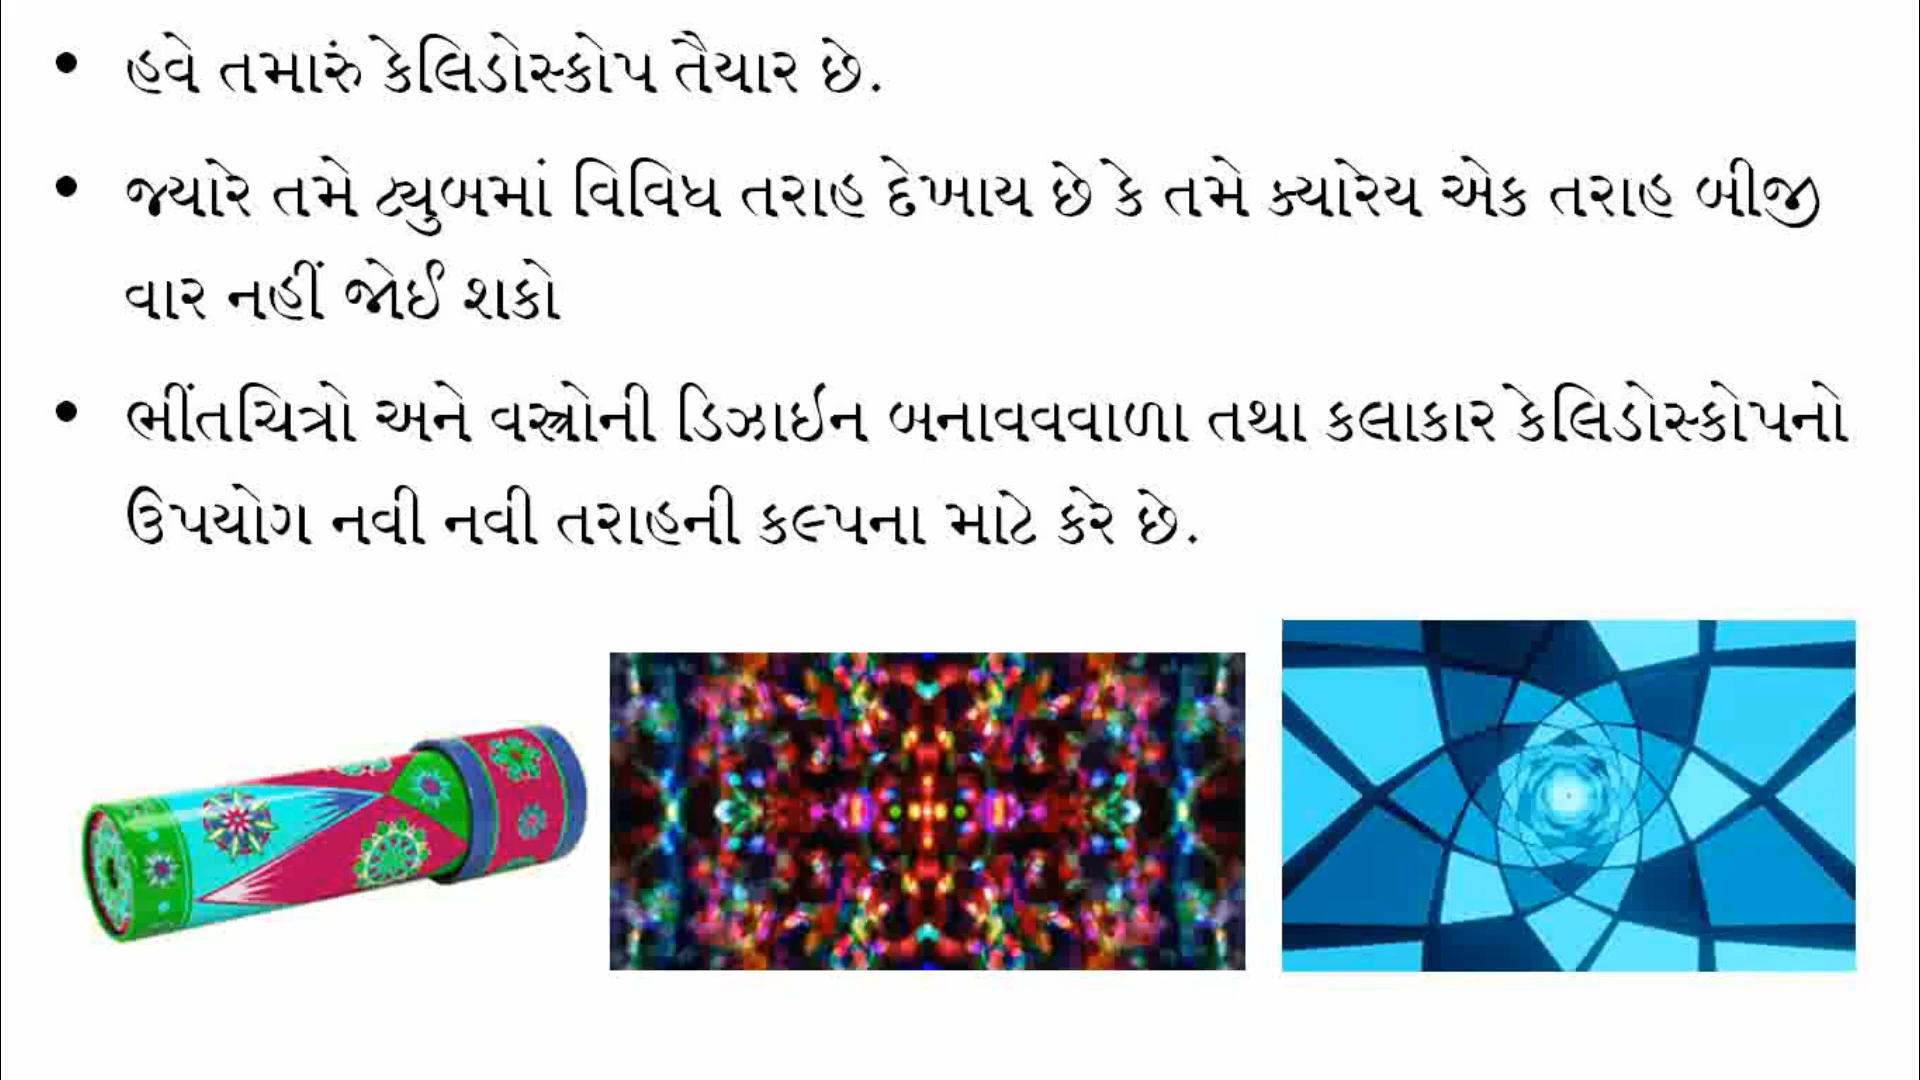 • હવે તમારું કેલિડોસ્કોપ તૈયાર છે.
• જ્યારે તમે ટ્યુબમાં વિવિધ તરાહ દેખાય છે કે તમે ક્યારેય એક તરાહ બીજી
વાર નહીં જોઈ શકો
• ભીંતચિત્રો અને વસ્ત્રોની ડિઝાઈન બનાવવવાળા તથા કલાકાર કેલિડોસ્કોપનો
ઉપયોગ નવી નવી તરાહની કલ્પના માટે કરે છે.